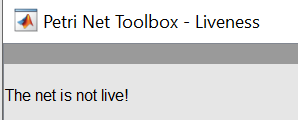 Petri Net Toolbox - Liveness
The net is not live!